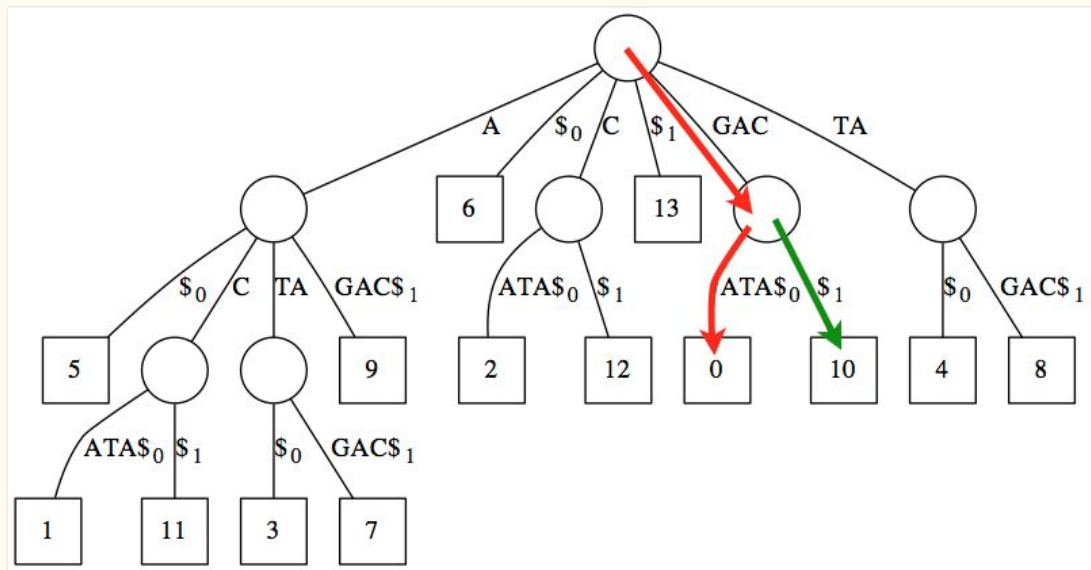 A $0 C $1 GAC TA
6 13
$0 C TA GAC$1 ATA$0 $1 ATA$0 $1 $0 GAC$1
5 9 2 12 0 10 4 8
ATA$0 $1 $0 GAC$1
1 11 3 7